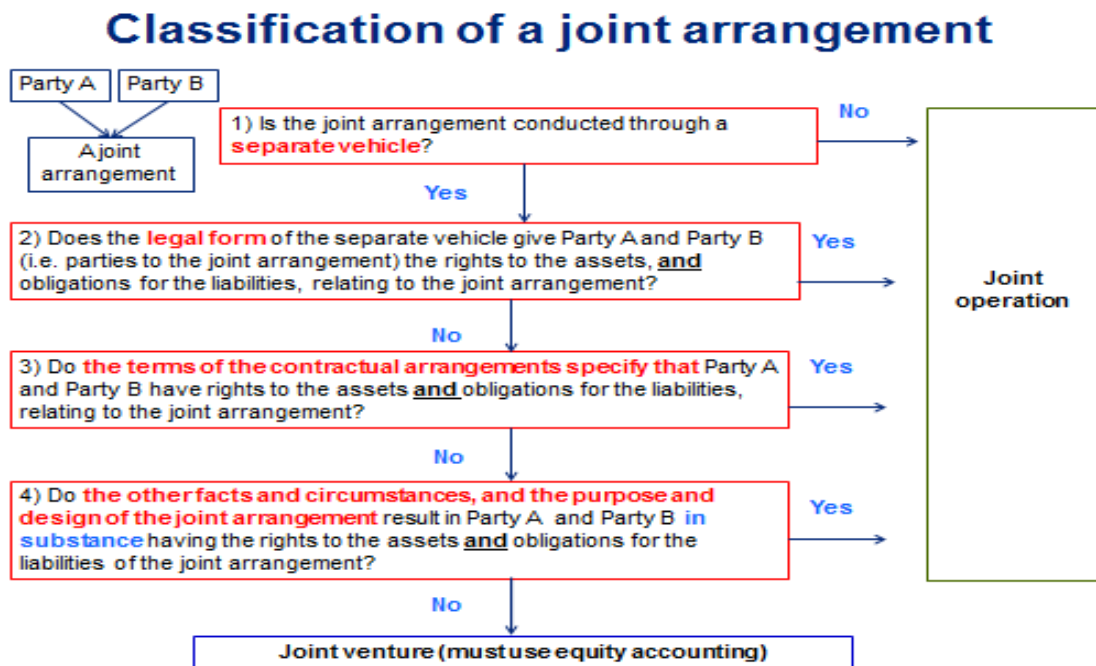 Classification of a joint arrangement
Party A
Party B
A joint
arrangement
1) Is the joint arrangement conducted through a
separate vehicle?
No
Yes
2) Does the legal form of the separate vehicle give Party A and Party B
(i.e. parties to the joint arrangement) the rights to the assets, and
obligations for the liabilities, relating to the joint arrangement?
Yes
Joint
operation
No
3) Do the terms of the contractual arrangements specify that Party A
and Party B have rights to the assets and obligations for the liabilities,
relating to the joint arrangement?
Yes
No
4) Do the other facts and circumstances, and the purpose and
design of the joint arrangement result in Party A and Party B in
substance having the rights to the assets and obligations for the
liabilities of the joint arrangement?
Yes
No
Joint venture (must use equity accounting)